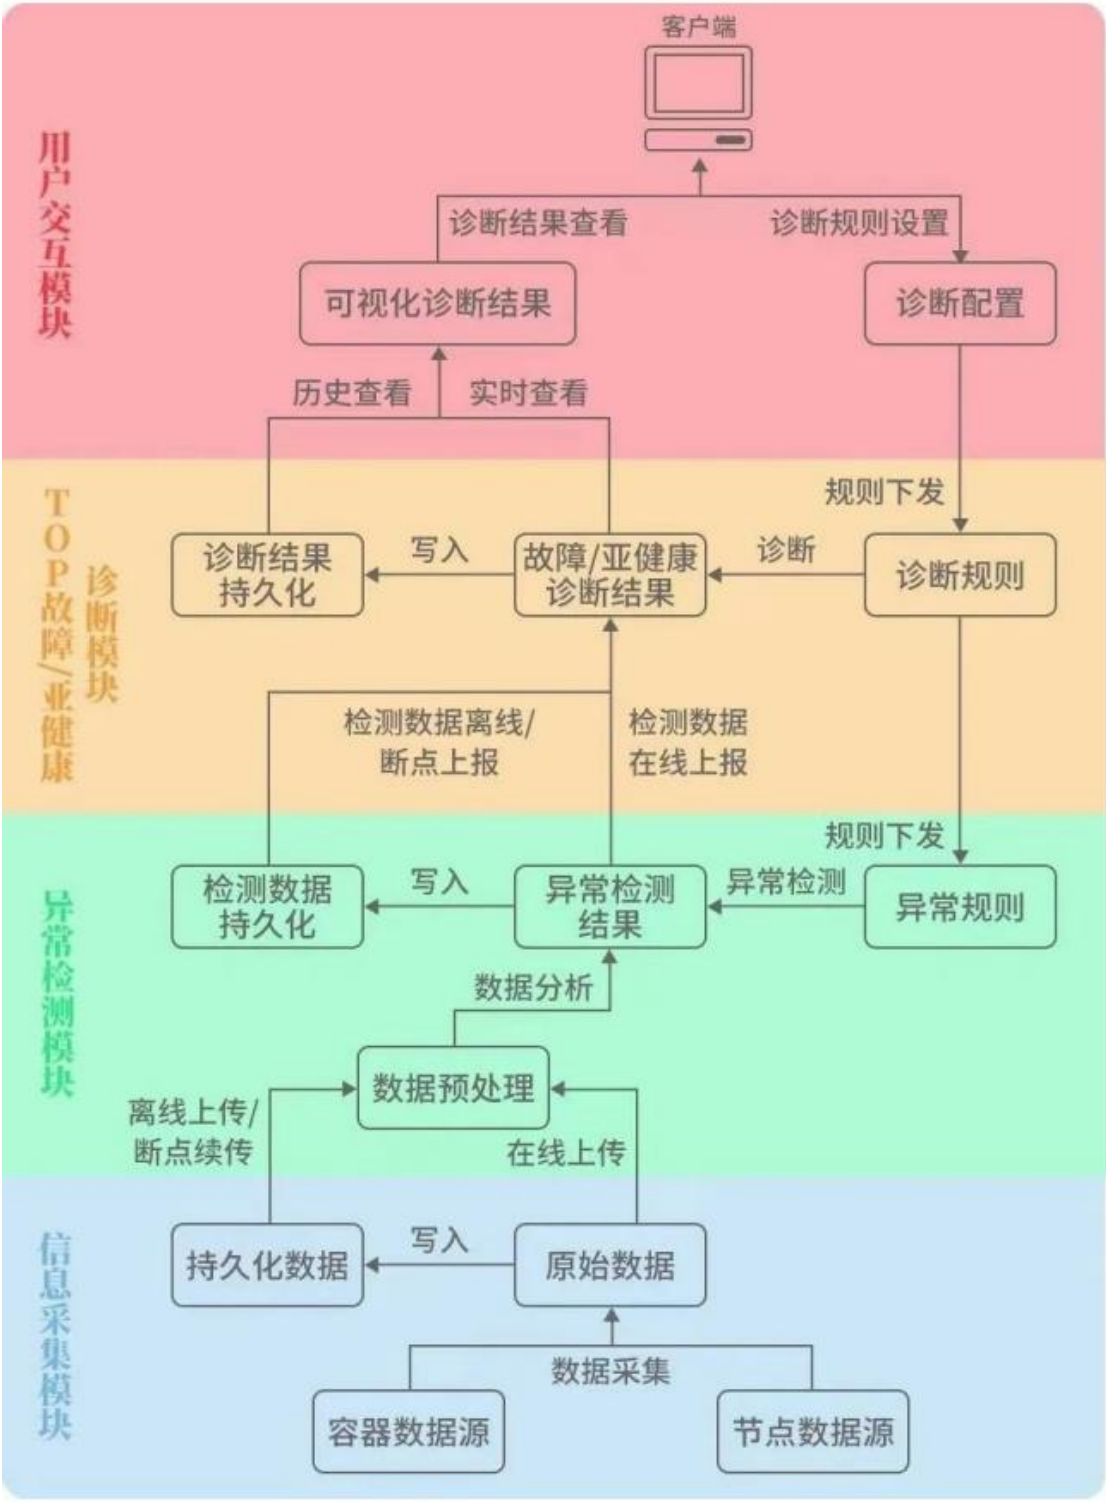 客户端
用户交互模块
诊断结果查看
诊断规则设置
可视化诊断结果
诊断配置
历史查看
实时查看
TOP故障/亚健康
诊断模块
规则下发
诊断结果
持久化
写入
故障/亚健康
诊断结果
诊断
诊断规则
检测数据离线/
断点上报
检测数据
在线上报
异常检测模块
规则下发
检测数据
持久化
写入
异常检测
结果
异常检测
异常规则
数据分析
数据预处理
离线上传/
断点续传
在线上传
信息采集模块
持久化数据
写入
原始数据
数据采集
容器数据源
节点数据源